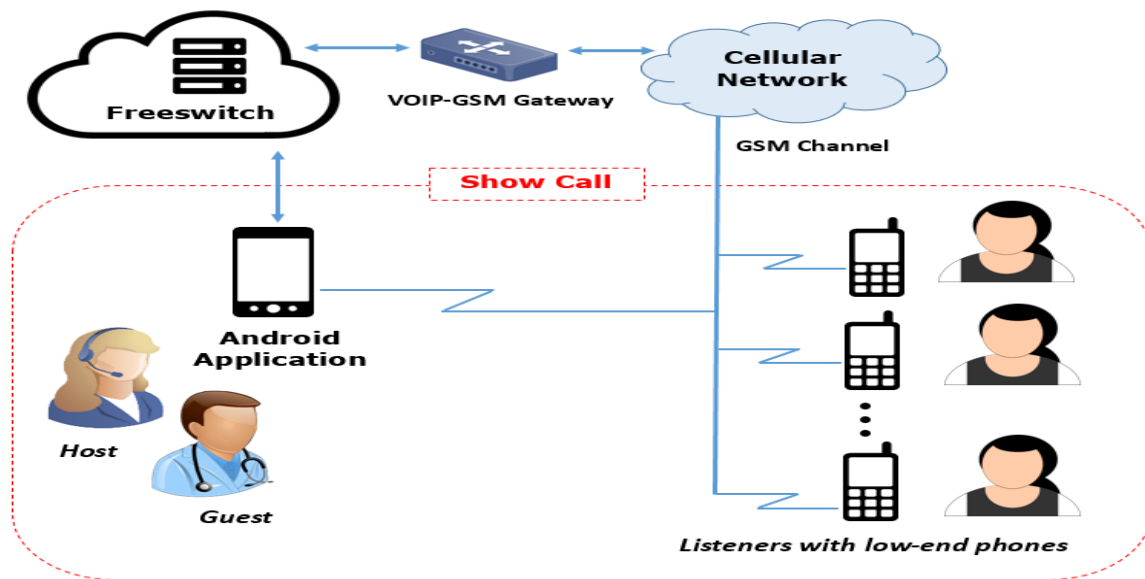 Freeswitch
VOIP-GSM Gateway
Cellular
Network
GSM Channel
Show Call
Android
Application
Host
Guest
Listeners with low-end phones